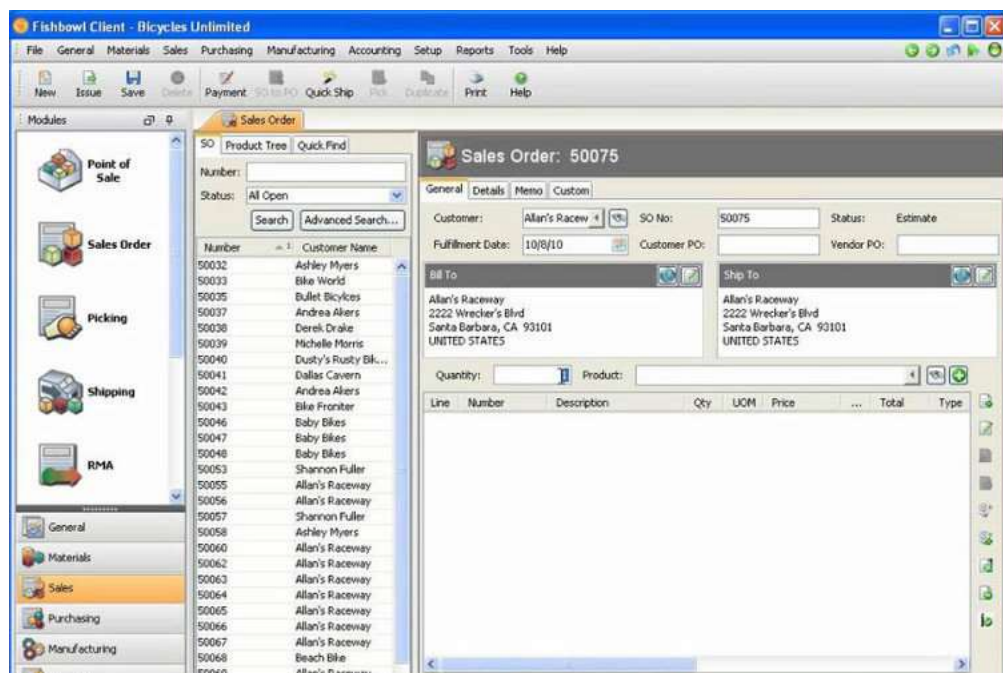 Fishbowl Client - Bicycles Unlimited
File General Materials Sales Purchasing Manufacturing Accounting Setup Reports Tools Help
New Issue Save Delete Payment SO to PO Quick Ship Pick... Duplicate Print Help
Modules
Point of Sale
Sales Order
Picking
Shipping
RMA
General
Materials
Sales
Purchasing
Manufacturing
Sales Order
SO Product Tree Quick Find
Number:
Status: All Open
Search Advanced Search...
Number 1 Customer Name
50032 Ashley Myers
50033 Bike World
50035 Bullet Bicylces
50037 Andrea Akers
50038 Derek Drake
50039 Michelle Morris
50040 Dusty's Rusty Bik...
50041 Dallas Cavern
50042 Andrea Akers
50043 Bike Froniter
50046 Baby Bikes
50047 Baby Bikes
50048 Baby Bikes
50053 Shannon Fuller
50055 Allan's Raceway
50056 Allan's Raceway
50057 Shannon Fuller
50058 Ashley Myers
50060 Allan's Raceway
50062 Allan's Raceway
50063 Allan's Raceway
50064 Allan's Raceway
50065 Allan's Raceway
50066 Allan's Raceway
50067 Allan's Raceway
50068 Beach Bike
Sales Order: 50075
General Details Memo Custom
Customer: Allan's Racew SO No: 50075 Status: Estimate
Fulfillment Date: 10/8/10 Customer PO: Vendor PO:
Bill To
Allan's Raceway
2222 Wrecker's Blvd
Santa Barbara, CA 93101
UNITED STATES
Ship To
Allan's Raceway
2222 Wrecker's Blvd
Santa Barbara, CA 93101
UNITED STATES
Quantity: Product:
Line Number Description Qty UOM Price ... Total Type